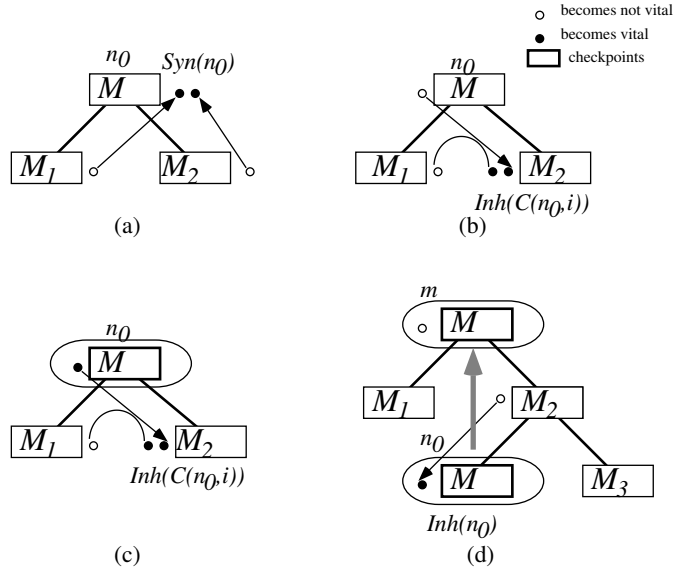 becomes not vital
becomes vital
checkpoints
n0
Syn(n0)
M
M1
M2
(a)
n0
M
M1
M2
Inh(C(n0,i))
(b)
n0
M
M1
M2
Inh(C(n0,i))
(c)
m
M
M1
M2
n0
M
M3
Inh(n0)
(d)